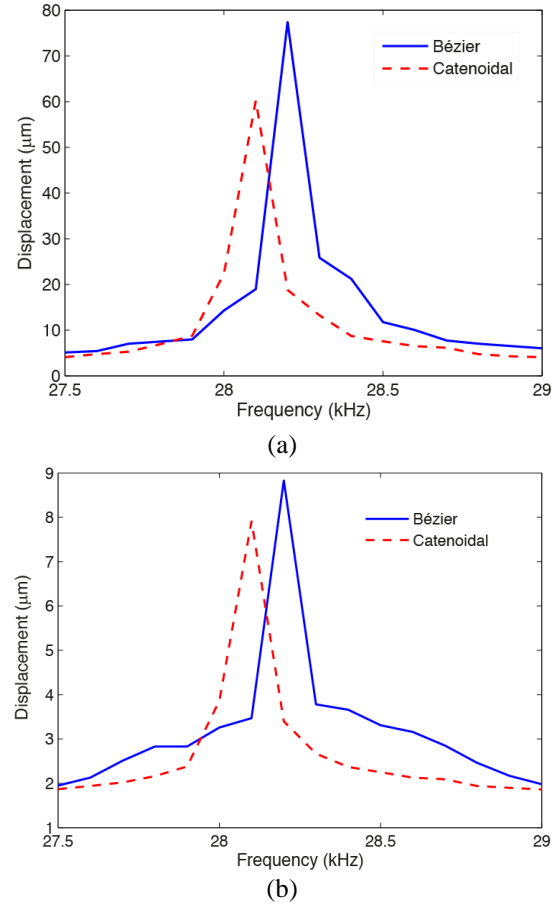 80
70
60
50
40
30
20
10
0
Displacement (μm)
Bézier
Catenoidal
27.5 28 28.5 29
Frequency (kHz)
(a)
9
8
7
6
5
4
3
2
1
Displacement (μm)
Bézier
Catenoidal
27.5 28 28.5 29
Frequency (kHz)
(b)